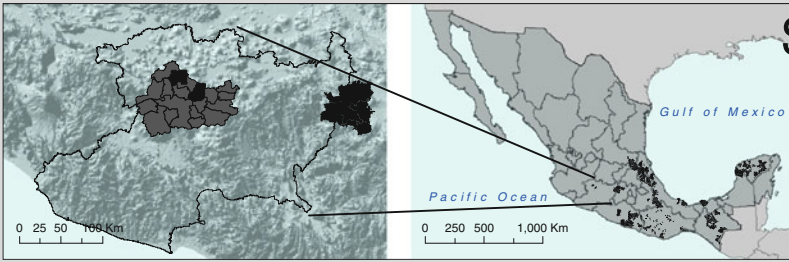 S
Gulf of Mexico
Pacific Ocean
0 25 50 100 Km
0 250 500 1,000 Km